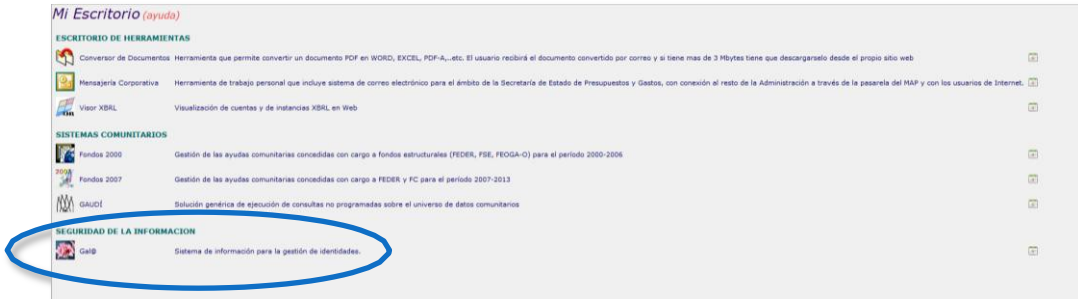 Mi Escritorio (ayuda)
ESCRITORIO DE HERRAMIENTAS
Conversor de Documentos Herramienta que permite convertir un documento PDF en WORD, EXCEL, PDF-A,..etc. El usuario recibirá el documento convertido por correo y si tiene mas de 3 Mbytes tiene que descargarselo desde el propio sitio web
Mensajería Corporativa Herramienta de trabajo personal que incluye sistema de correo electrónico para el ámbito de la Secretaría de Estado de Presupuestos y Gastos, con conexión al resto de la Administración a través de la pasarela del MAP y con los usuarios de Internet.
Visor XBRL Visualización de cuentas y de instancias XBRL en Web
SISTEMAS COMUNITARIOS
Fondos 2000 Gestión de las ayudas comunitarias concedidas con cargo a fondos estructurales (FEDER, FSE, FEOGA-O) para el período 2000-2006
Fondos 2007 Gestión de las ayudas comunitarias concedidas con cargo a FEDER y FC para el período 2007-2013
GAUDI Solución genérica de ejecución de consultas no programadas sobre el universo de datos comunitarios
SEGURIDAD DE LA INFORMACION
Gal@ Sistema de información para la gestión de identidades.